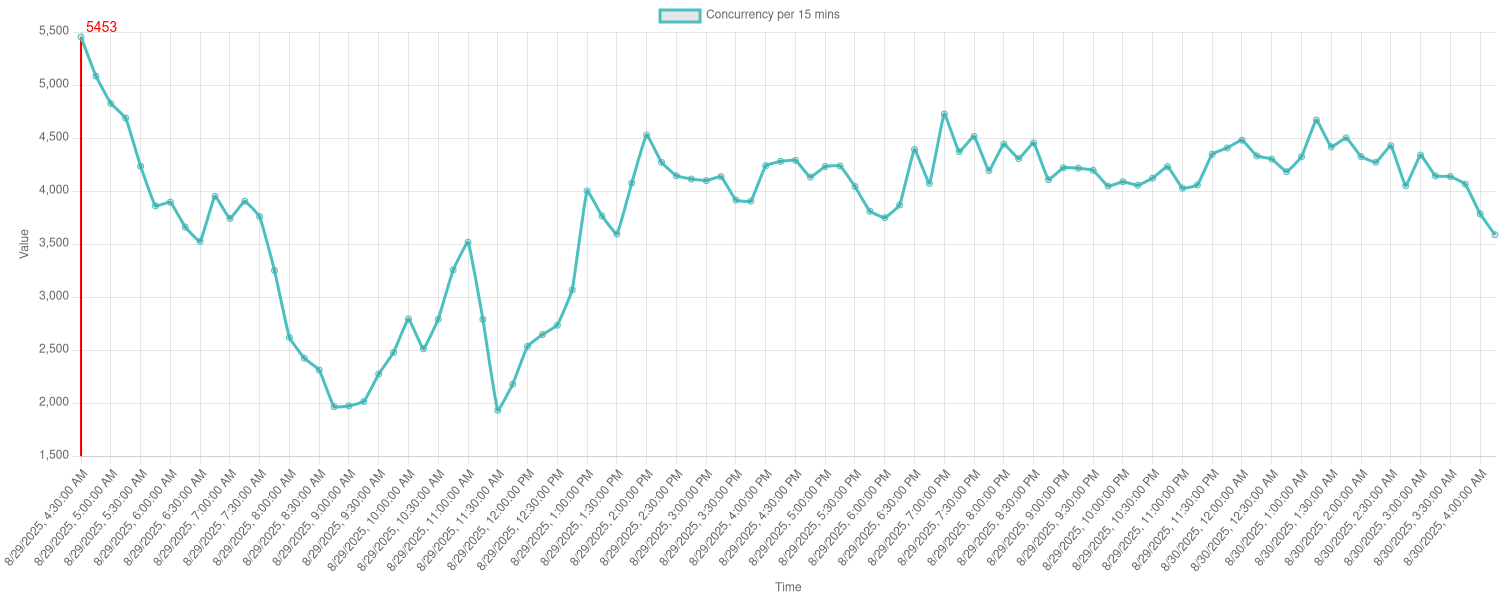 Concurrency per 15 mins
5453
5,500
5,000
4,500
4,000
3,500
3,000
2,500
2,000
1,500
Value
8/29/2025, 4:30:00 AM
8/29/2025, 5:00:00 AM
8/29/2025, 5:30:00 AM
8/29/2025, 6:00:00 AM
8/29/2025, 6:30:00 AM
8/29/2025, 7:00:00 AM
8/29/2025, 7:30:00 AM
8/29/2025, 8:00:00 AM
8/29/2025, 8:30:00 AM
8/29/2025, 9:00:00 AM
8/29/2025, 9:30:00 AM
8/29/2025, 10:00:00 AM
8/29/2025, 10:30:00 AM
8/29/2025, 11:00:00 AM
8/29/2025, 11:30:00 AM
8/29/2025, 12:00:00 PM
8/29/2025, 12:30:00 PM
8/29/2025, 1:00:00 PM
8/29/2025, 1:30:00 PM
8/29/2025, 2:00:00 PM
8/29/2025, 2:30:00 PM
8/29/2025, 3:00:00 PM
8/29/2025, 3:30:00 PM
8/29/2025, 4:00:00 PM
8/29/2025, 4:30:00 PM
8/29/2025, 5:00:00 PM
8/29/2025, 5:30:00 PM
8/29/2025, 6:00:00 PM
8/29/2025, 6:30:00 PM
8/29/2025, 7:00:00 PM
8/29/2025, 7:30:00 PM
8/29/2025, 8:00:00 PM
8/29/2025, 8:30:00 PM
8/29/2025, 9:00:00 PM
8/29/2025, 9:30:00 PM
8/29/2025, 10:00:00 PM
8/29/2025, 10:30:00 PM
8/29/2025, 11:00:00 PM
8/29/2025, 11:30:00 PM
8/30/2025, 12:00:00 AM
8/30/2025, 12:30:00 AM
8/30/2025, 1:00:00 AM
8/30/2025, 1:30:00 AM
8/30/2025, 2:00:00 AM
8/30/2025, 2:30:00 AM
8/30/2025, 3:00:00 AM
8/30/2025, 3:30:00 AM
8/30/2025, 4:00:00 AM
Time